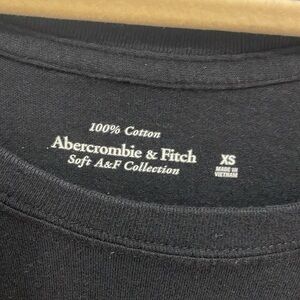 100% Cotton
Abercrombie & Fitch
Soft A&F Collection
XS
MADE IN
VIETNAM